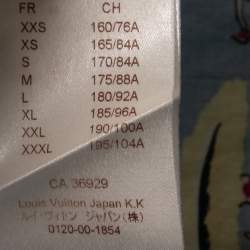 FR CH
XXS 160/76A
XS 165/84A
S 170/84A
M 175/88A
L 180/92A
XL 185/96A
XXL 190/100A
XXXL 195/104A
CA 36929
Louis Vuitton Japan K.K
ルイ・ヴィトン ジャパン(株)
0120-00-1854